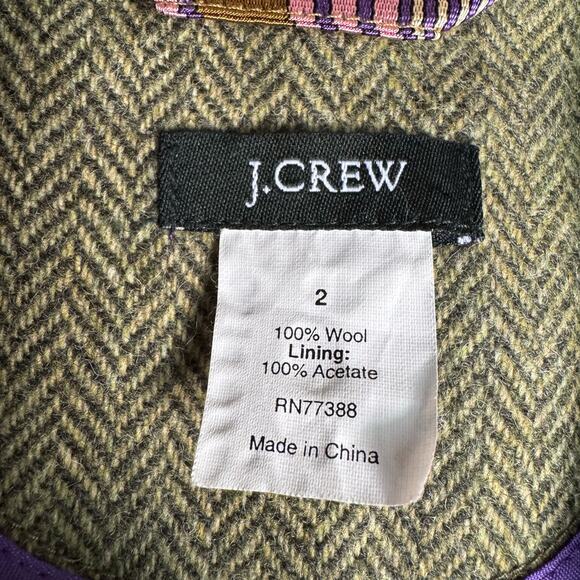 J.CREW
2
100% Wool
Lining:
100% Acetate
RN77388
Made in China